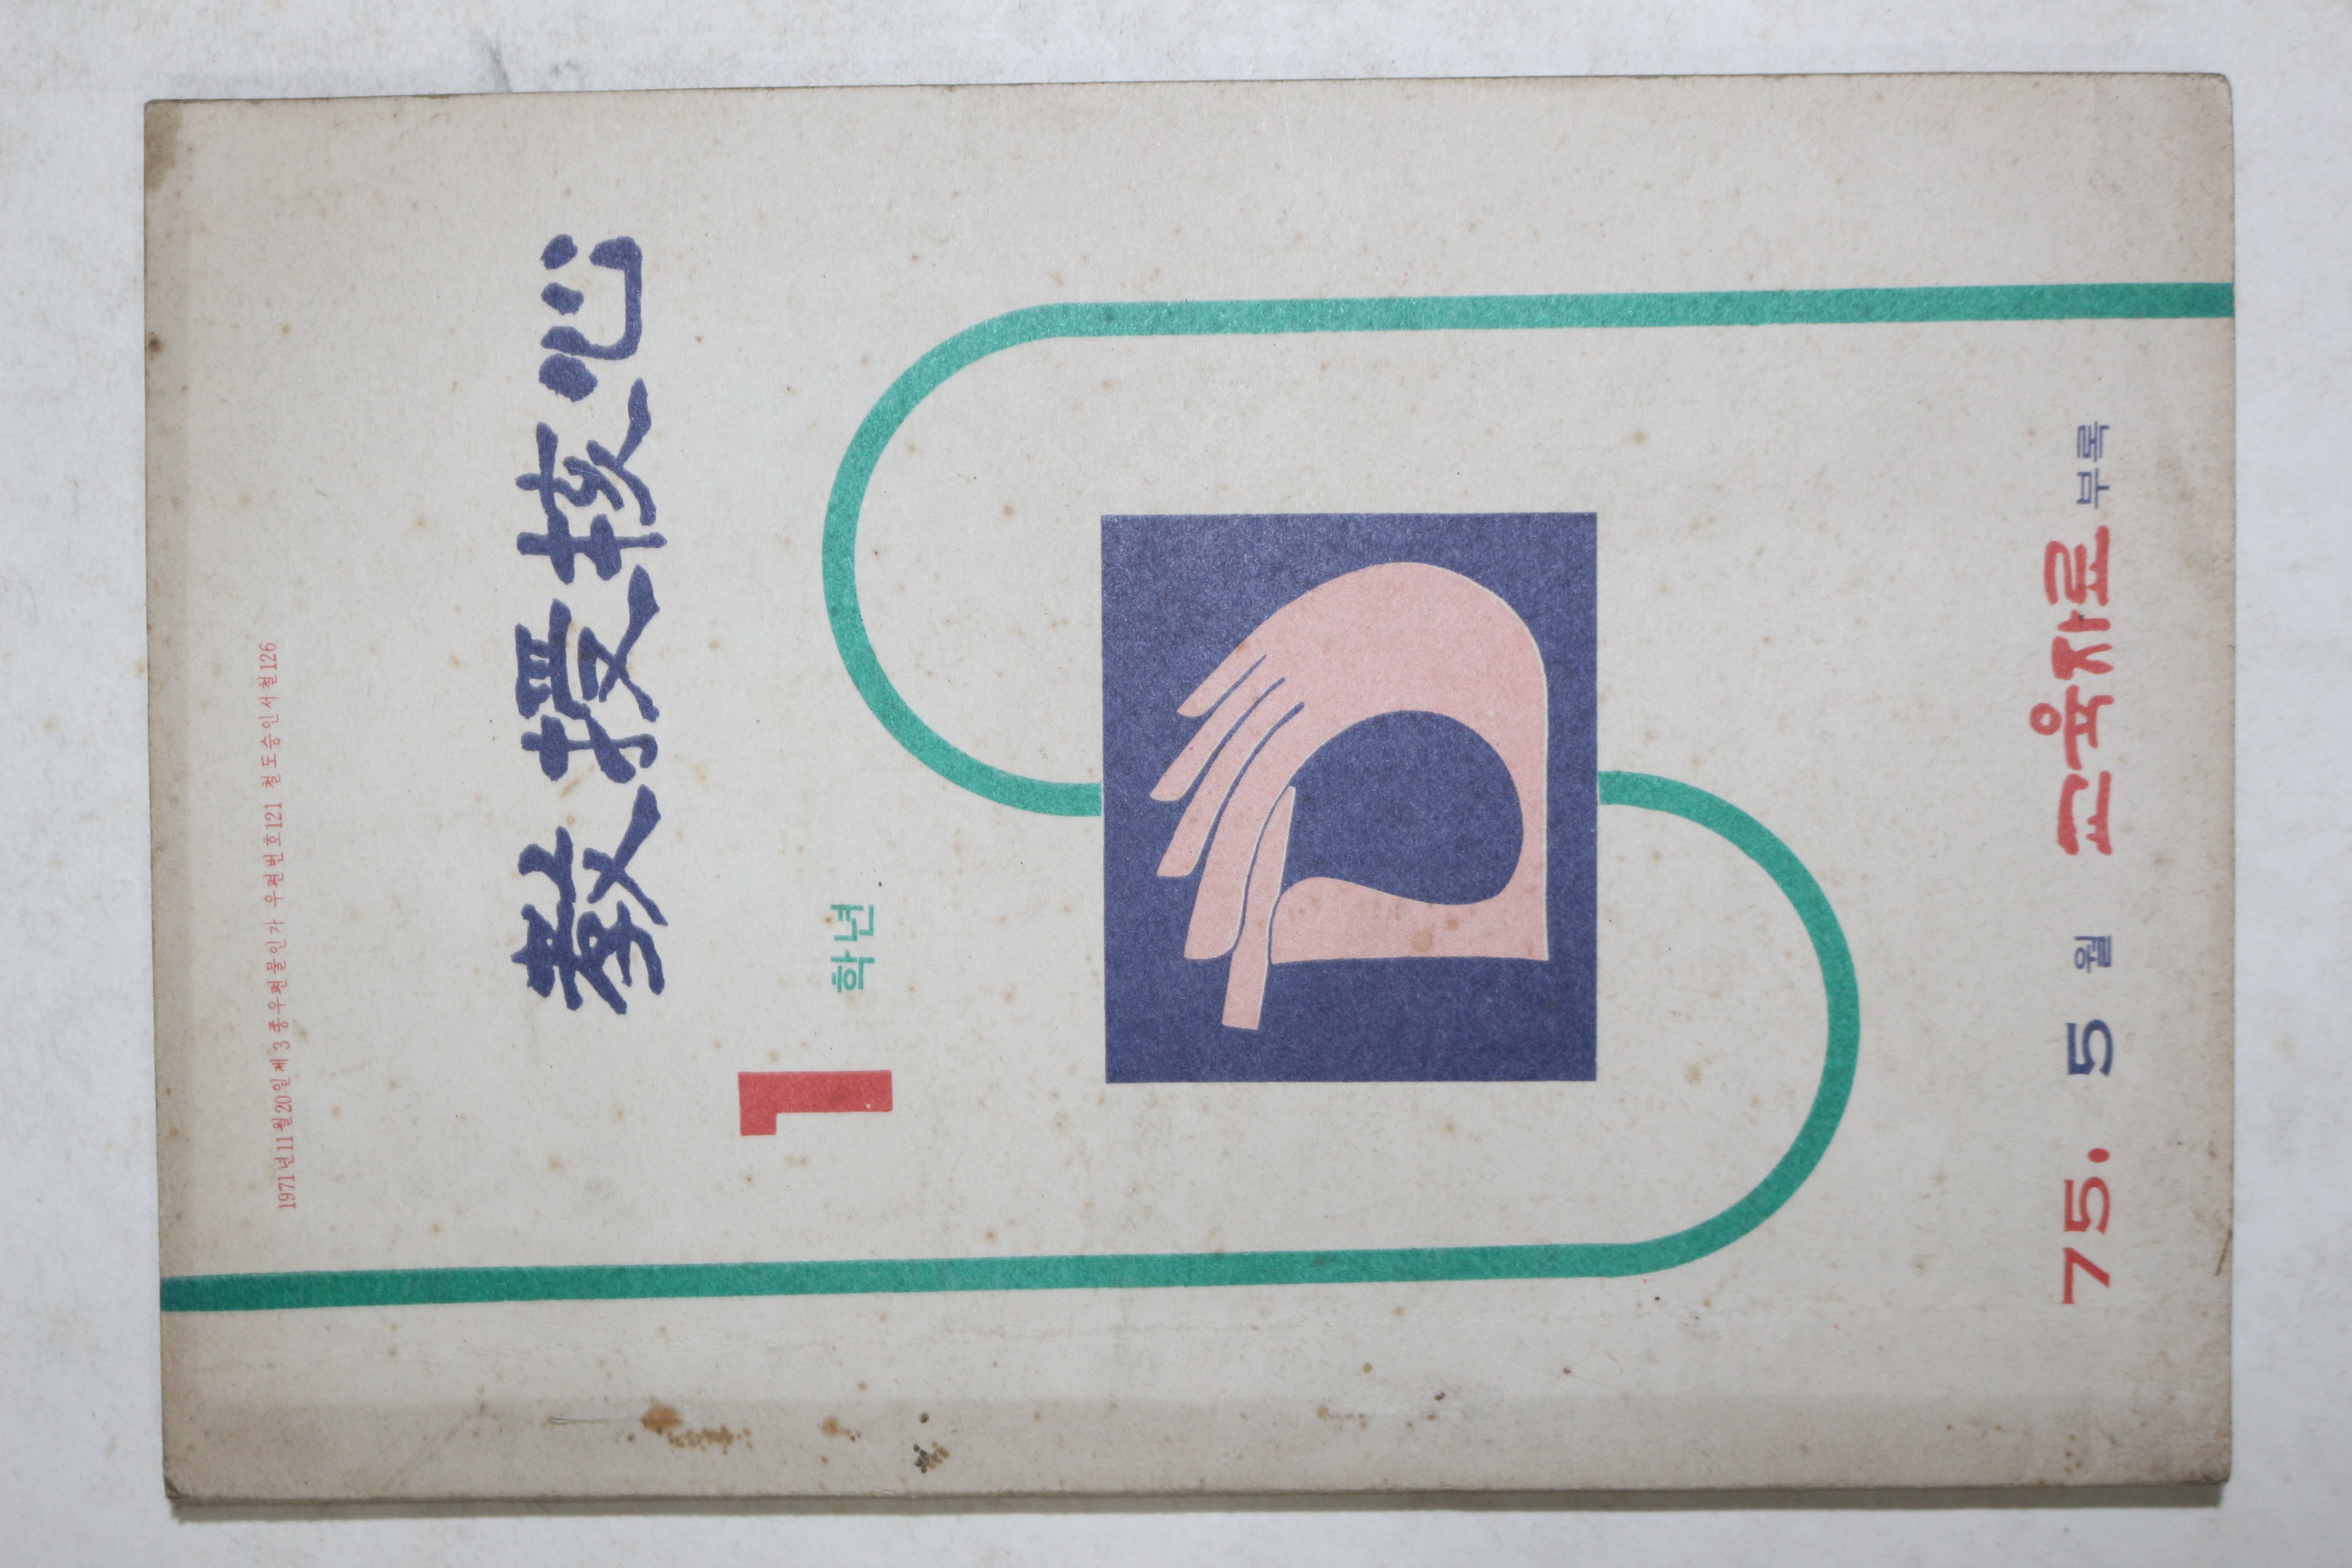 1971년11월20일제3종우편물인가 우편번호121 철도승인서철126
敎授核心
1 학년
75. 5 월 교육자료 부록